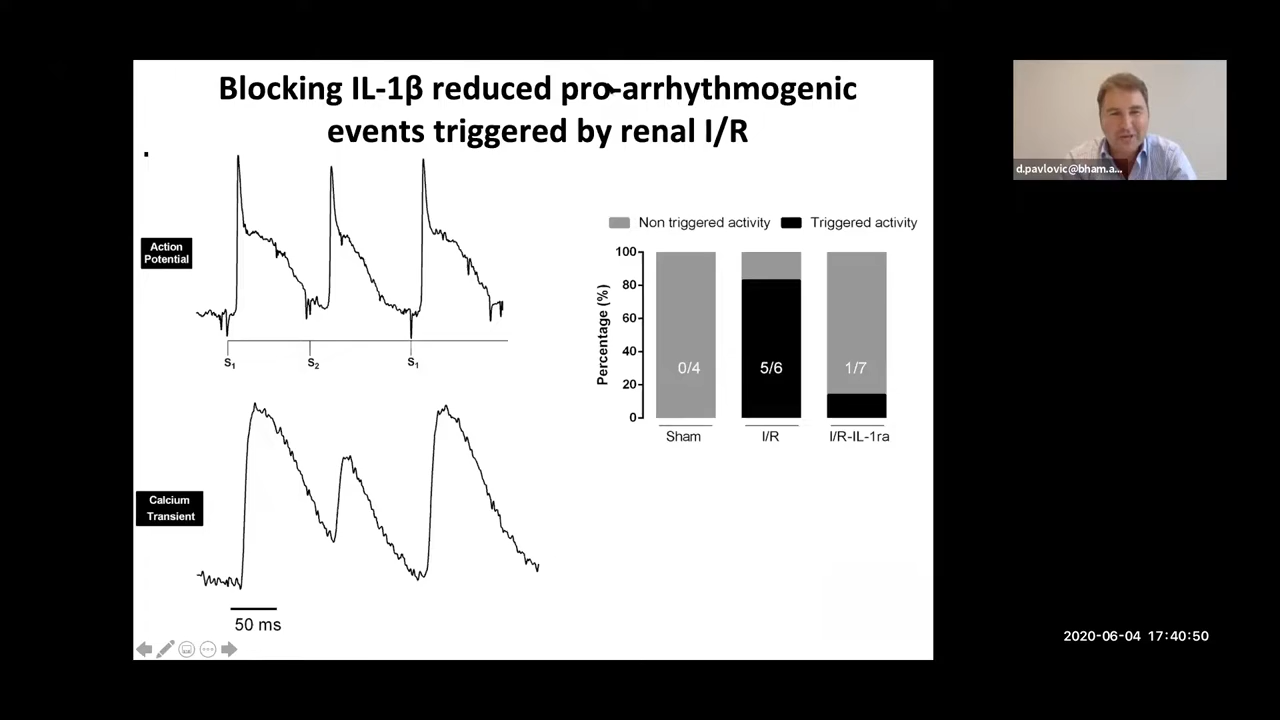 Blocking IL-1β reduced pro-arrhythmogenic
events triggered by renal I/R
d.pavlovic@bham.a...
Action
Potential
S1
S2
S1
Calcium
Transient
50 ms
Non triggered activity
Triggered activity
Percentage (%)
100
80
60
40
20
0
0/4
5/6
1/7
Sham
I/R
I/R-IL-1ra
2020-06-04 17:40:50